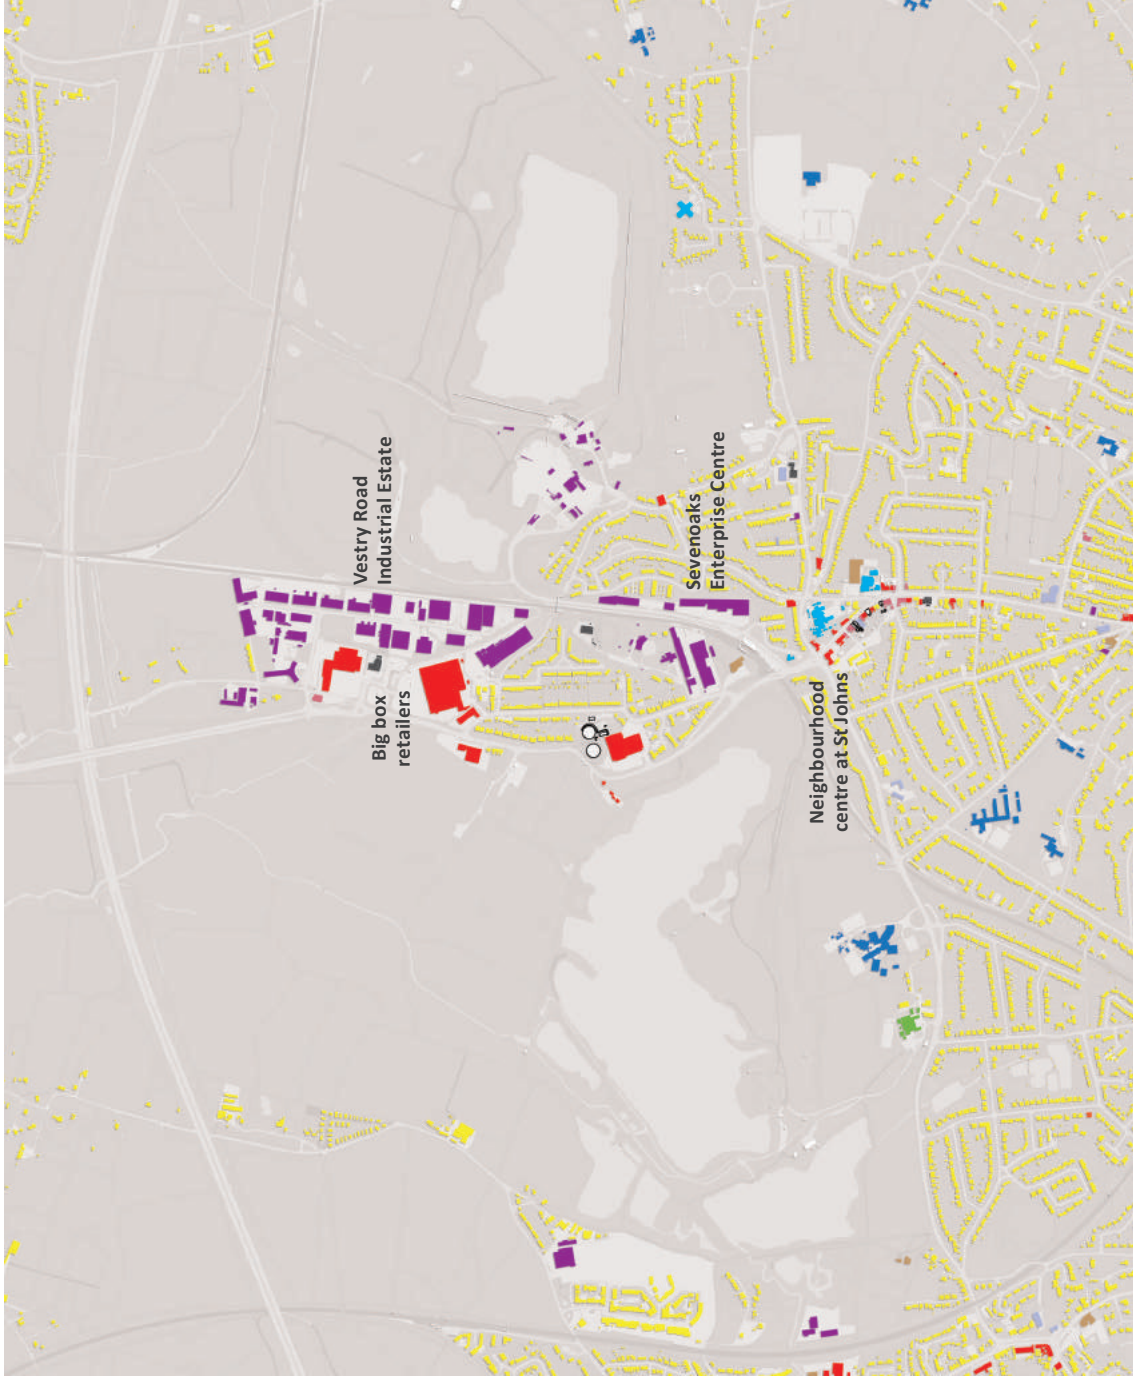 Vestry Road
Industrial Estate
Big box
retailers
Sevenoaks
Enterprise Centre
Neighbourhood
centre at St Johns